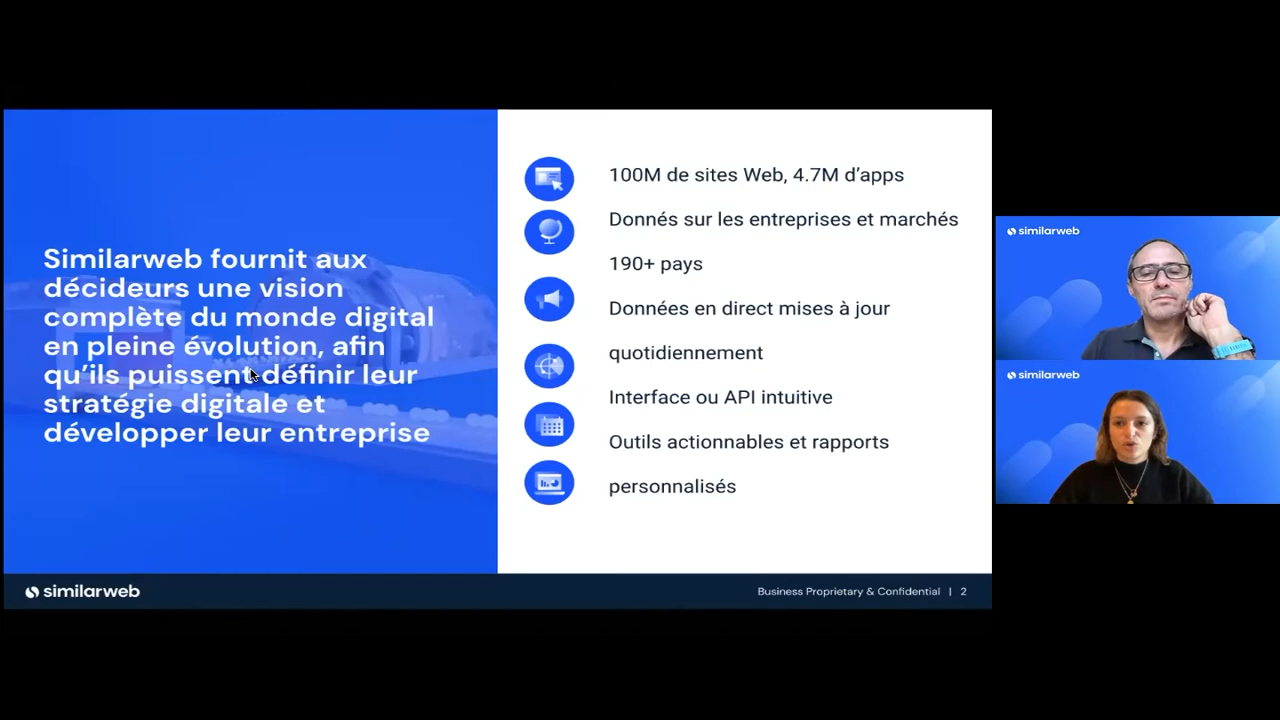 Similarweb fournit aux
décideurs une vision
complète du monde digital
en pleine évolution, afin
qu'ils puissent définir leur
stratégie digitale et
développer leur entreprise
100M de sites Web, 4.7M d'apps
Donnés sur les entreprises et marchés
190+ pays
Données en direct mises à jour
quotidiennement
Interface ou API intuitive
Outils actionnables et rapports
personnalisés
similarweb
Business Proprietary & Confidential | 2
similarweb
similarweb